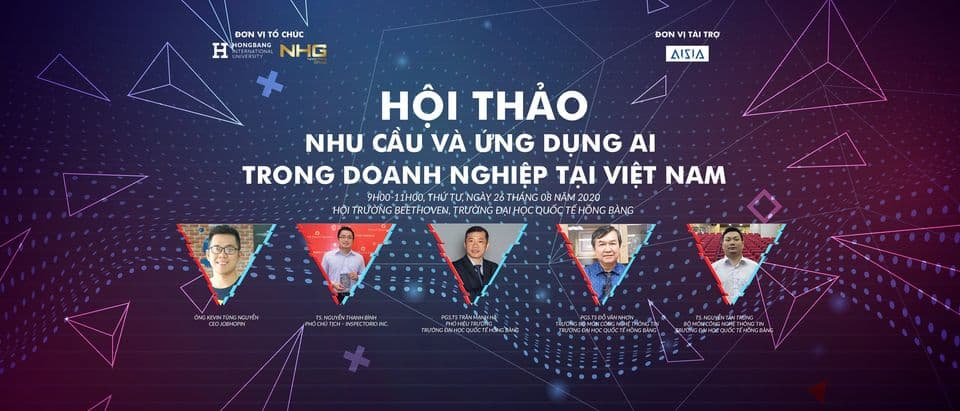 ĐƠN VỊ TỔ CHỨC
HONGBANG
INTERNATIONAL
UNIVERSITY
NHG
ĐƠN VỊ TÀI TRỢ
AISIA
HỘI THẢO
NHU CẦU VÀ ỨNG DỤNG AI
TRONG DOANH NGHIỆP TẠI VIỆT NAM
9H00-11H00, THỨ TƯ, NGÀY 26 THÁNG 08 NĂM 2020
HỘI TRƯỜNG BEETHOVEN, TRƯỜNG ĐẠI HỌC QUỐC TẾ HỒNG BÀNG
ÔNG KEVIN TÙNG NGUYỄN
CEO JOBHOPIN
TS. NGUYỄN THANH BÌNH
PHÓ CHỦ TỊCH - INSPECTORIO INC.
PGS.TS TRẦN MẠNH HÀ
PHÓ HIỆU TRƯỞNG
TRƯỜNG ĐẠI HỌC QUỐC TẾ HỒNG BÀNG
PGS.TS ĐỖ VĂN NHƠN
TRƯỞNG BỘ MÔN CÔNG NGHỆ THÔNG TIN
TRƯỜNG ĐẠI HỌC QUỐC TẾ HỒNG BÀNG
TS. NGUYỄN TẤN TRUNG
BỘ MÔN CÔNG NGHỆ THÔNG TIN
TRƯỜNG ĐẠI HỌC QUỐC TẾ HỒNG BÀNG